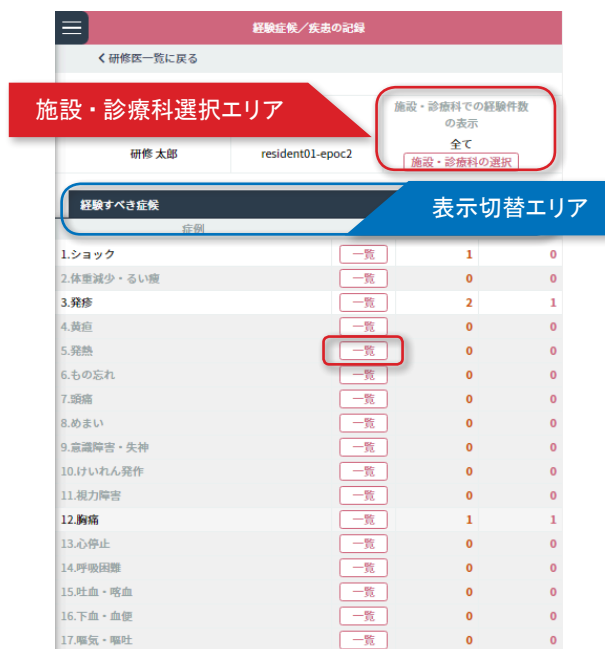 経験症候／疾患の記録
く研修医一覧に戻る
施設・診療科選択エリア
施設・診療科での経験件数
の表示
研修 太郎 resident01-epoc2 全て
施設・診療科の選択
経験すべき症候
表示切替エリア
症例
1.ショック 一覧 1 0
2.体重減少・るい痩 一覧 0 0
3.発疹 一覧 2 1
4.黄疸 一覧 0 0
5.発熱 一覧 0 0
6.もの忘れ 一覧 0 0
7.頭痛 一覧 0 0
8.めまい 一覧 0 0
9.意識障害・失神 一覧 0 0
10.けいれん発作 一覧 0 0
11.視力障害 一覧 0 0
12.胸痛 一覧 1 1
13.心停止 一覧 0 0
14.呼吸困難 一覧 0 0
15.吐血・喀血 一覧 0 0
16.下血・血便 一覧 0 0
17.嘔気・嘔吐 一覧 0 0